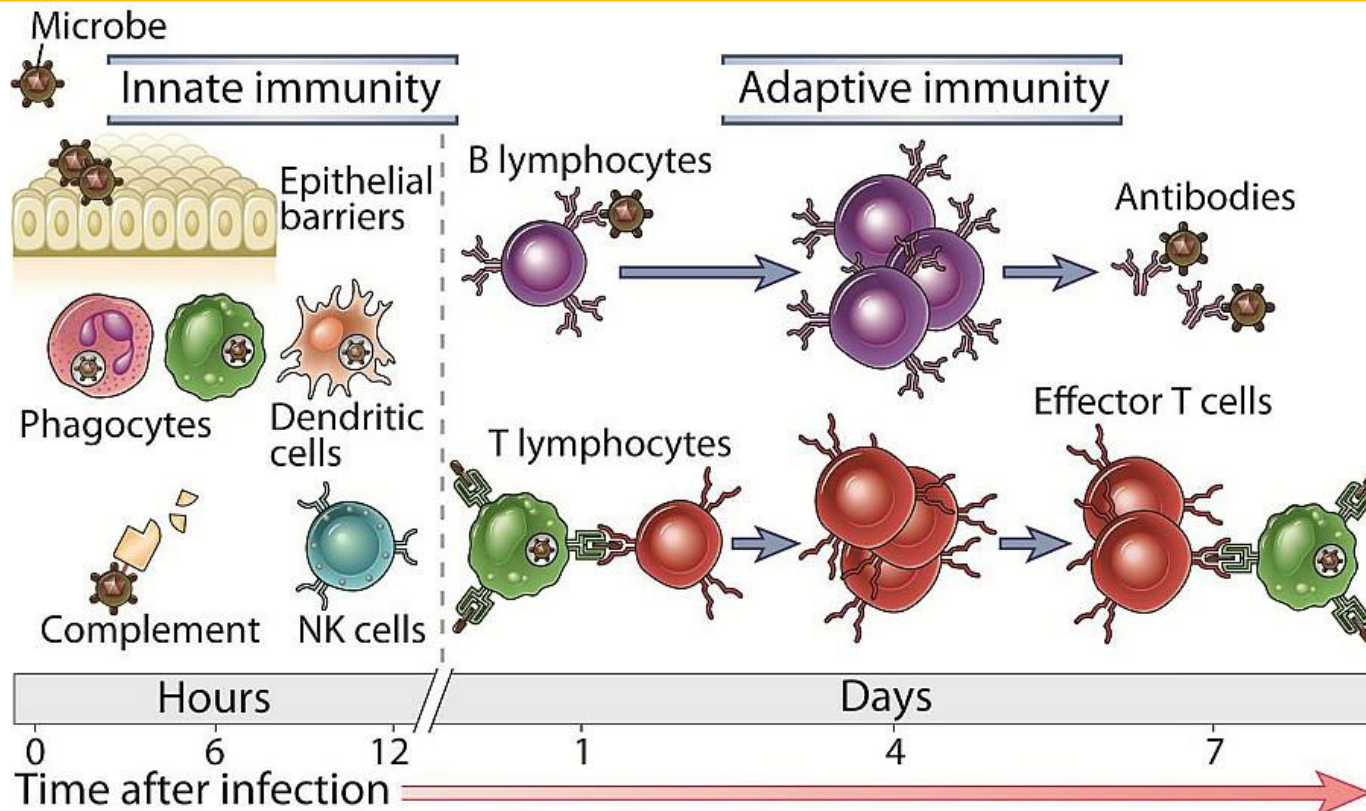 Microbe
Innate immunity
Adaptive immunity
Epithelial
barriers
B lymphocytes
Antibodies
Phagocytes
Dendritic
cells
T lymphocytes
Effector T cells
Complement
NK cells
Hours
Days
0
6
12
1
4
7
Time after infection